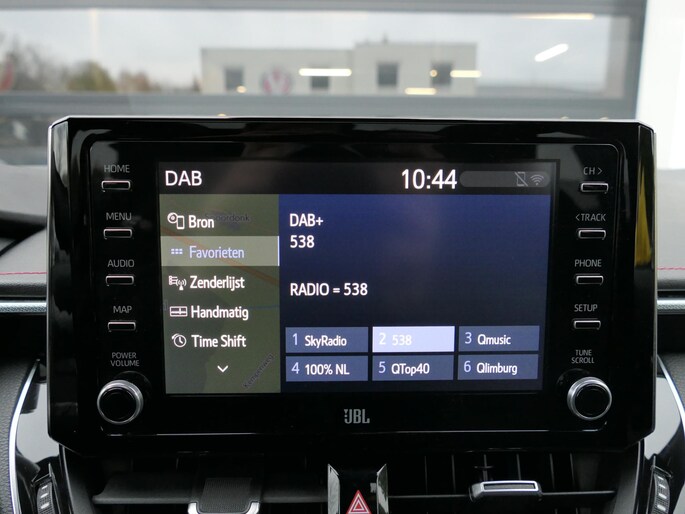 HOME
MENU
AUDIO
MAP
POWER
VOLUME
DAB
10:44
Bron
Favorieten
Zenderlijst
Handmatig
Time Shift
DAB+
538
RADIO = 538
1 SkyRadio
2 538
3 Qmusic
4 100% NL
5 QTop40
6 Qlimburg
CH >
< TRACK
PHONE
SETUP
TUNE
SCROLL
JBL